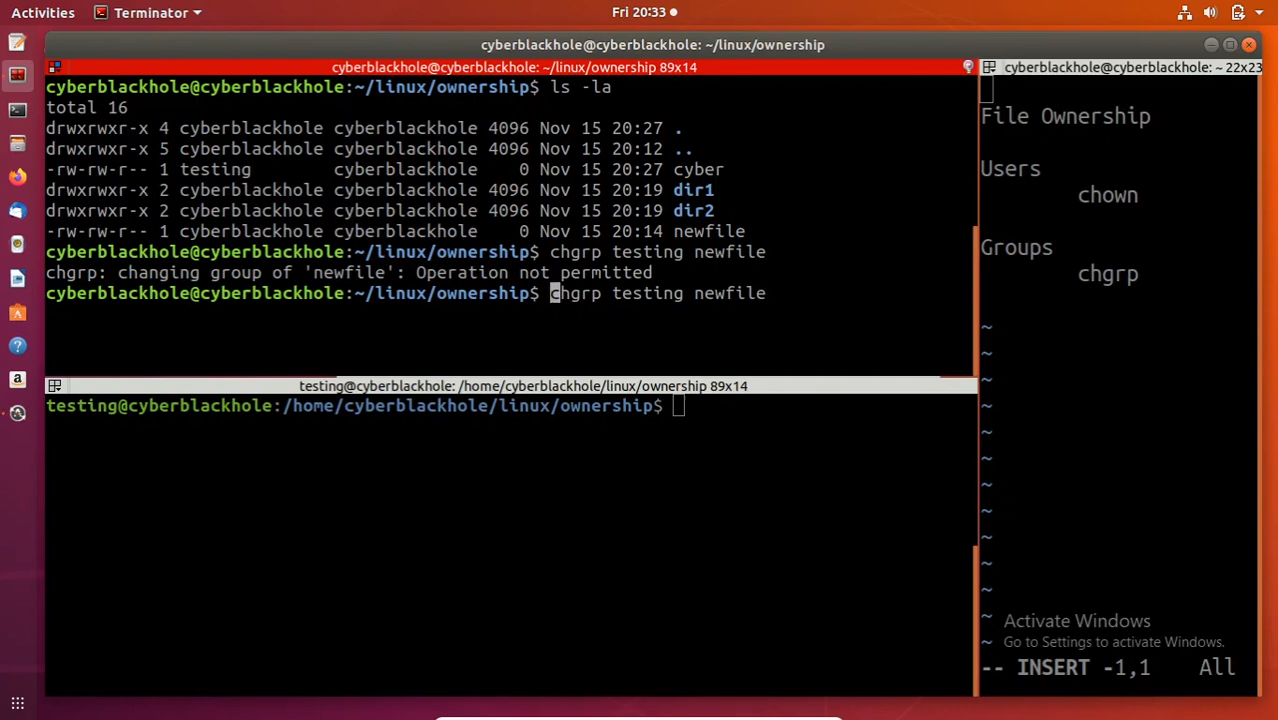 Activities Terminator Fri 20:33
cyberblackhole@cyberblackhole: ~/linux/ownership
cyberblackhole@cyberblackhole: ~/linux/ownership 89x14
cyberblackhole@cyberblackhole:~/linux/ownership$ ls -la
total 16
drwxrwxr-x 4 cyberblackhole cyberblackhole 4096 Nov 15 20:27 .
drwxrwxr-x 5 cyberblackhole cyberblackhole 4096 Nov 15 20:12 ..
-rw-rw-r-- 1 testing        cyberblackhole    0 Nov 15 20:27 cyber
drwxrwxr-x 2 cyberblackhole cyberblackhole 4096 Nov 15 20:19 dir1
drwxrwxr-x 2 cyberblackhole cyberblackhole 4096 Nov 15 20:19 dir2
-rw-rw-r-- 1 cyberblackhole cyberblackhole    0 Nov 15 20:14 newfile
cyberblackhole@cyberblackhole:~/linux/ownership$ chgrp testing newfile
chgrp: changing group of 'newfile': Operation not permitted
cyberblackhole@cyberblackhole:~/linux/ownership$ chgrp testing newfile
testing@cyberblackhole: /home/cyberblackhole/linux/ownership 89x14
testing@cyberblackhole:/home/cyberblackhole/linux/ownership$
cyberblackhole@cyberblackhole: ~ 22x23
File Ownership
Users
chown
Groups
chgrp
~
~
~
~
~
~
~
~
~
~
~
~
~
Activate Windows
Go to Settings to activate Windows.
-- INSERT -1,1 All